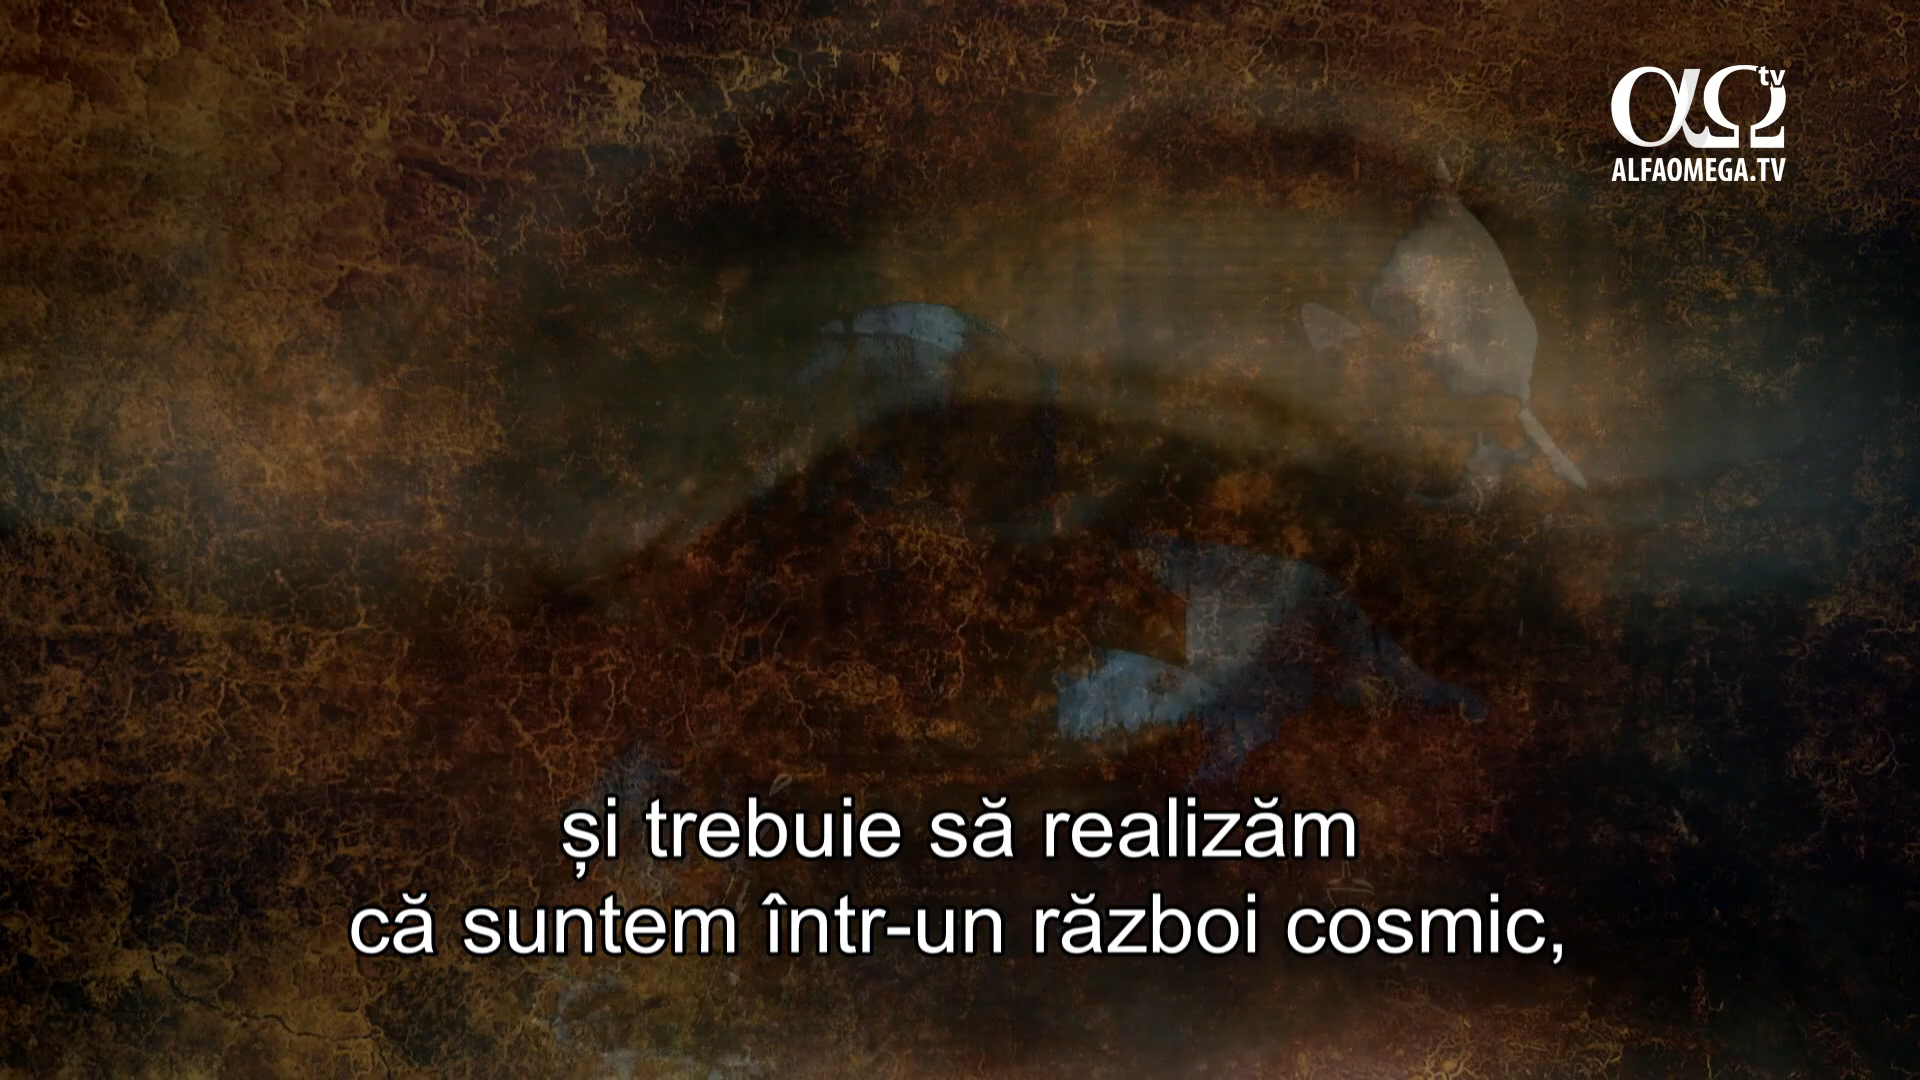 αΩ tv
ALFAOMEGA.TV
și trebuie să realizăm
că suntem într-un război cosmic,